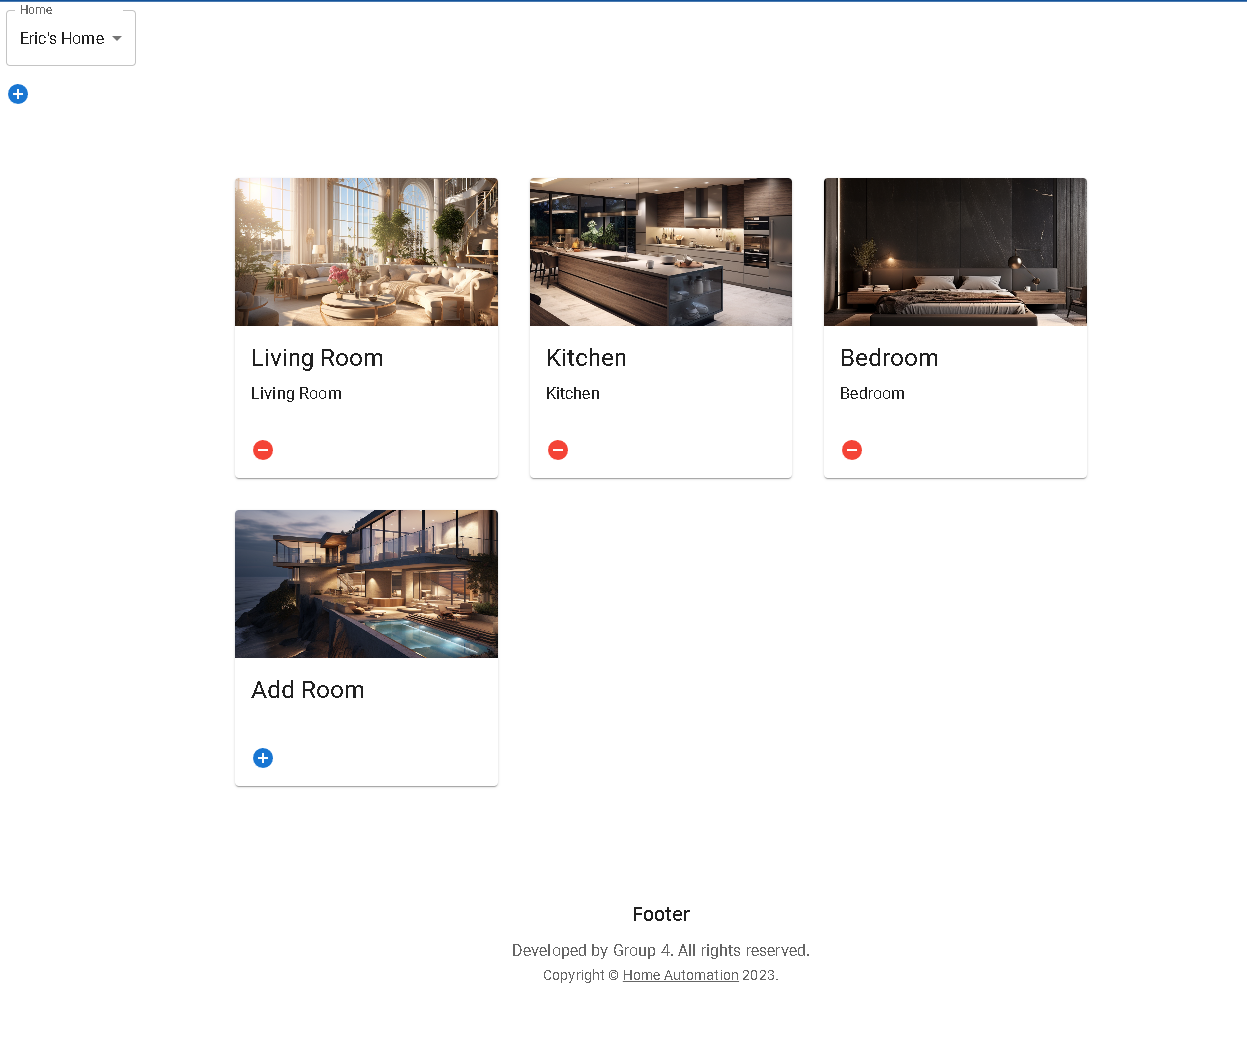 Home
Eric's Home
Living Room
Living Room
Kitchen
Kitchen
Bedroom
Bedroom
Add Room
Footer
Developed by Group 4. All rights reserved.
Copyright © Home Automation 2023.